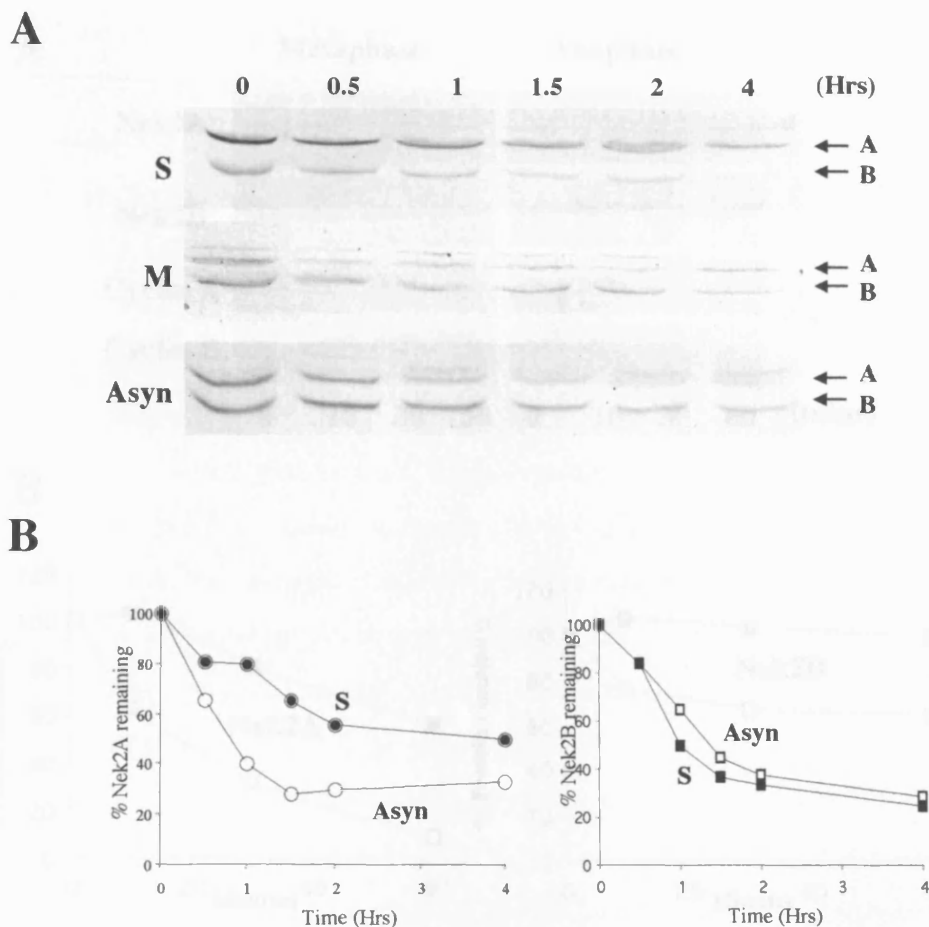 A
0 0.5 1 1.5 2 4 (Hrs)
S
A
B
M
A
B
Asyn
A
B
B
% Nek2A remaining
100
80
60
40
20
0
S
Asyn
0 1 2 3 4
Time (Hrs)
% Nek2B remaining
100
80
60
40
20
0
Asyn
S
0 1 2 3 4
Time (Hrs)